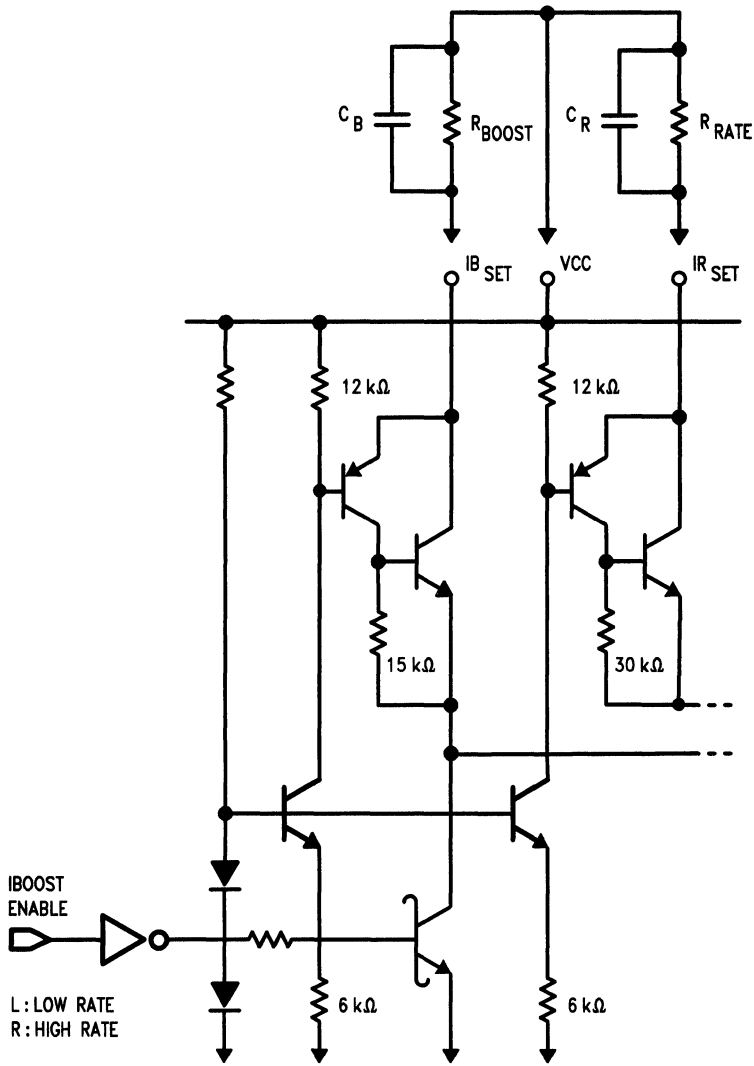 C B
R BOOST
C R
R RATE
IB SET
VCC
IR SET
12 kΩ
12 kΩ
15 kΩ
30 kΩ
IBOOST
ENABLE
L : LOW RATE
R : HIGH RATE
6 kΩ
6 kΩ